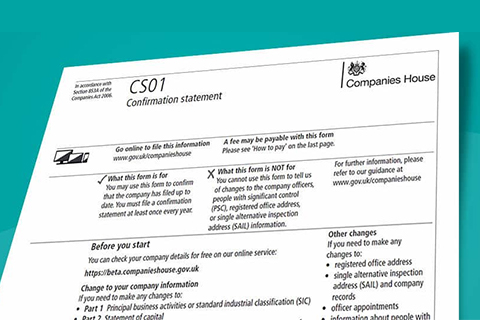 In accordance with
Section 853A of the
Companies Act 2006.
CS01
Confirmation statement
Companies House
Go online to file this information
www.gov.uk/companieshouse
A fee may be payable with this form
Please see 'How to pay' on the last page.
✓ What this form is for
You may use this form to confirm
that the company has filed up to
date. You must file a confirmation
statement at least once every year.
X What this form is NOT for
You cannot use this form to tell us
of changes to the company officers,
people with significant control
(PSC), registered office address,
or single alternative inspection
address (SAIL) information.
For further information, please
refer to our guidance at
www.gov.uk/companieshouse
Before you start
You can check your company details for free on our online service:
https://beta.companieshouse.gov.uk
Change to your company information
If you need to make any changes to:
• Part 1 Principal business activities or standard industrial classification (SIC)
• Part 2 Statement of capital
Other changes
If you need to make any
changes to:
• registered office address
• single alternative inspection
address (SAIL) and company
records
• officer appointments
• information about people with